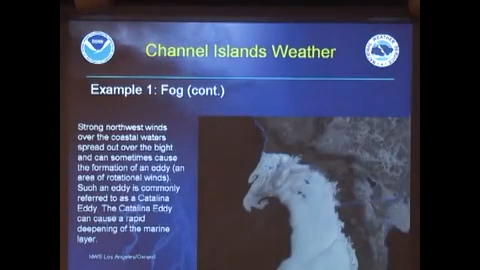 Channel Islands Weather
Example 1: Fog (cont.)
Strong northwest winds
over the coastal waters
spread out over the bight
and can sometimes cause
the formation of an eddy (an
area of rotational winds).
Such an eddy is commonly
referred to as a Catalina
Eddy. The Catalina Eddy
can cause a rapid
deepening of the marine
layer.
NWS Los Angeles/Oxnard